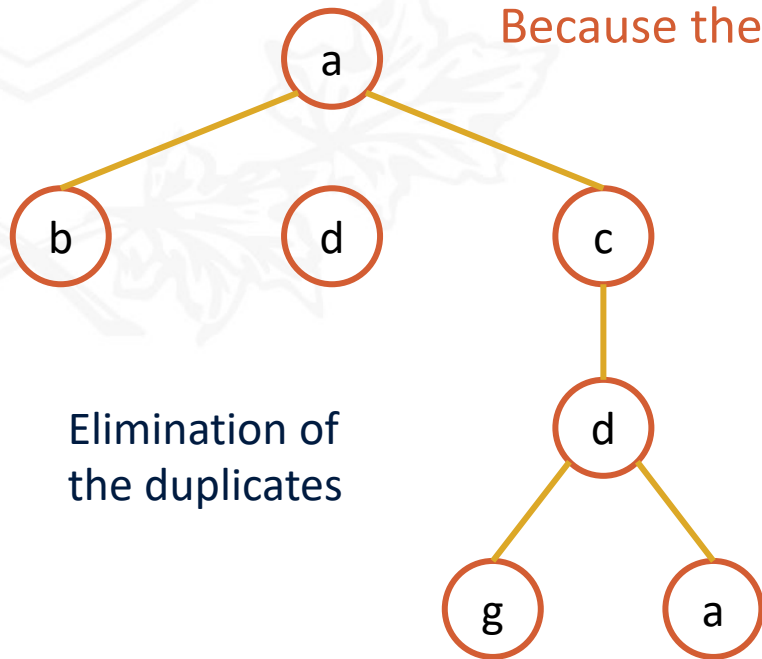 Because the
a
b d c
d
Elimination of
the duplicates
g a